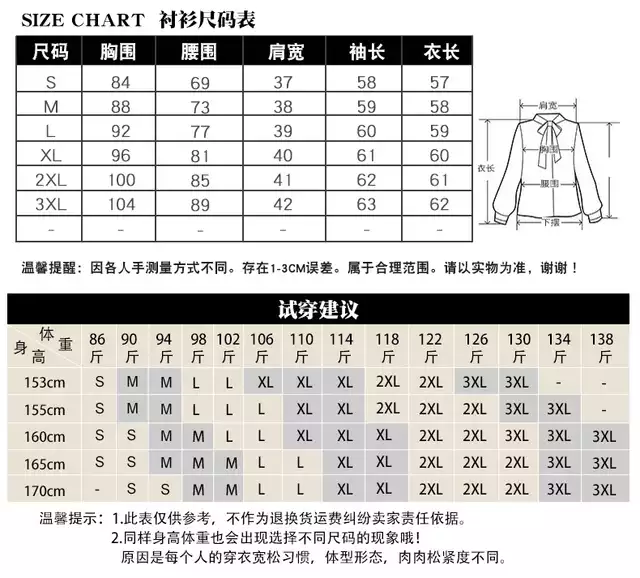 SIZE CHART 衬衫尺码表
尺码 胸围 腰围 肩宽 袖长 衣长
S 84 69 37 58 57
M 88 73 38 59 58
L 92 77 39 60 59
XL 96 81 40 61 60
2XL 100 85 41 62 61
3XL 104 89 42 63 62
- - - - - -
肩宽
胸围
衣长
腰围
下摆
温馨提醒：因各人手测量方式不同。存在1-3CM误差。属于合理范围。请以实物为准，谢谢！
试穿建议
体重 身高 86斤 90斤 94斤 98斤 102斤 106斤 110斤 114斤 118斤 122斤 126斤 130斤 134斤 138斤
153cm S M M L L XL XL XL 2XL 2XL 3XL 3XL - -
155cm S M M L L XL XL XL 2XL 2XL 2XL 3XL 3XL -
160cm S S M M L L XL XL XL 2XL 2XL 2XL 3XL 3XL
165cm S S M M M L L XL XL 2XL 2XL 2XL 3XL 3XL
170cm - S S M M L L XL XL 2XL 2XL 2XL 3XL 3XL
温馨提示：1.此表仅供参考，不作为退换货运费纠纷卖家责任依据。
2.同样身高体重也会出现选择不同尺码的现象哦！
原因是每个人的穿衣宽松习惯，体型形态，肉肉松紧度不同。